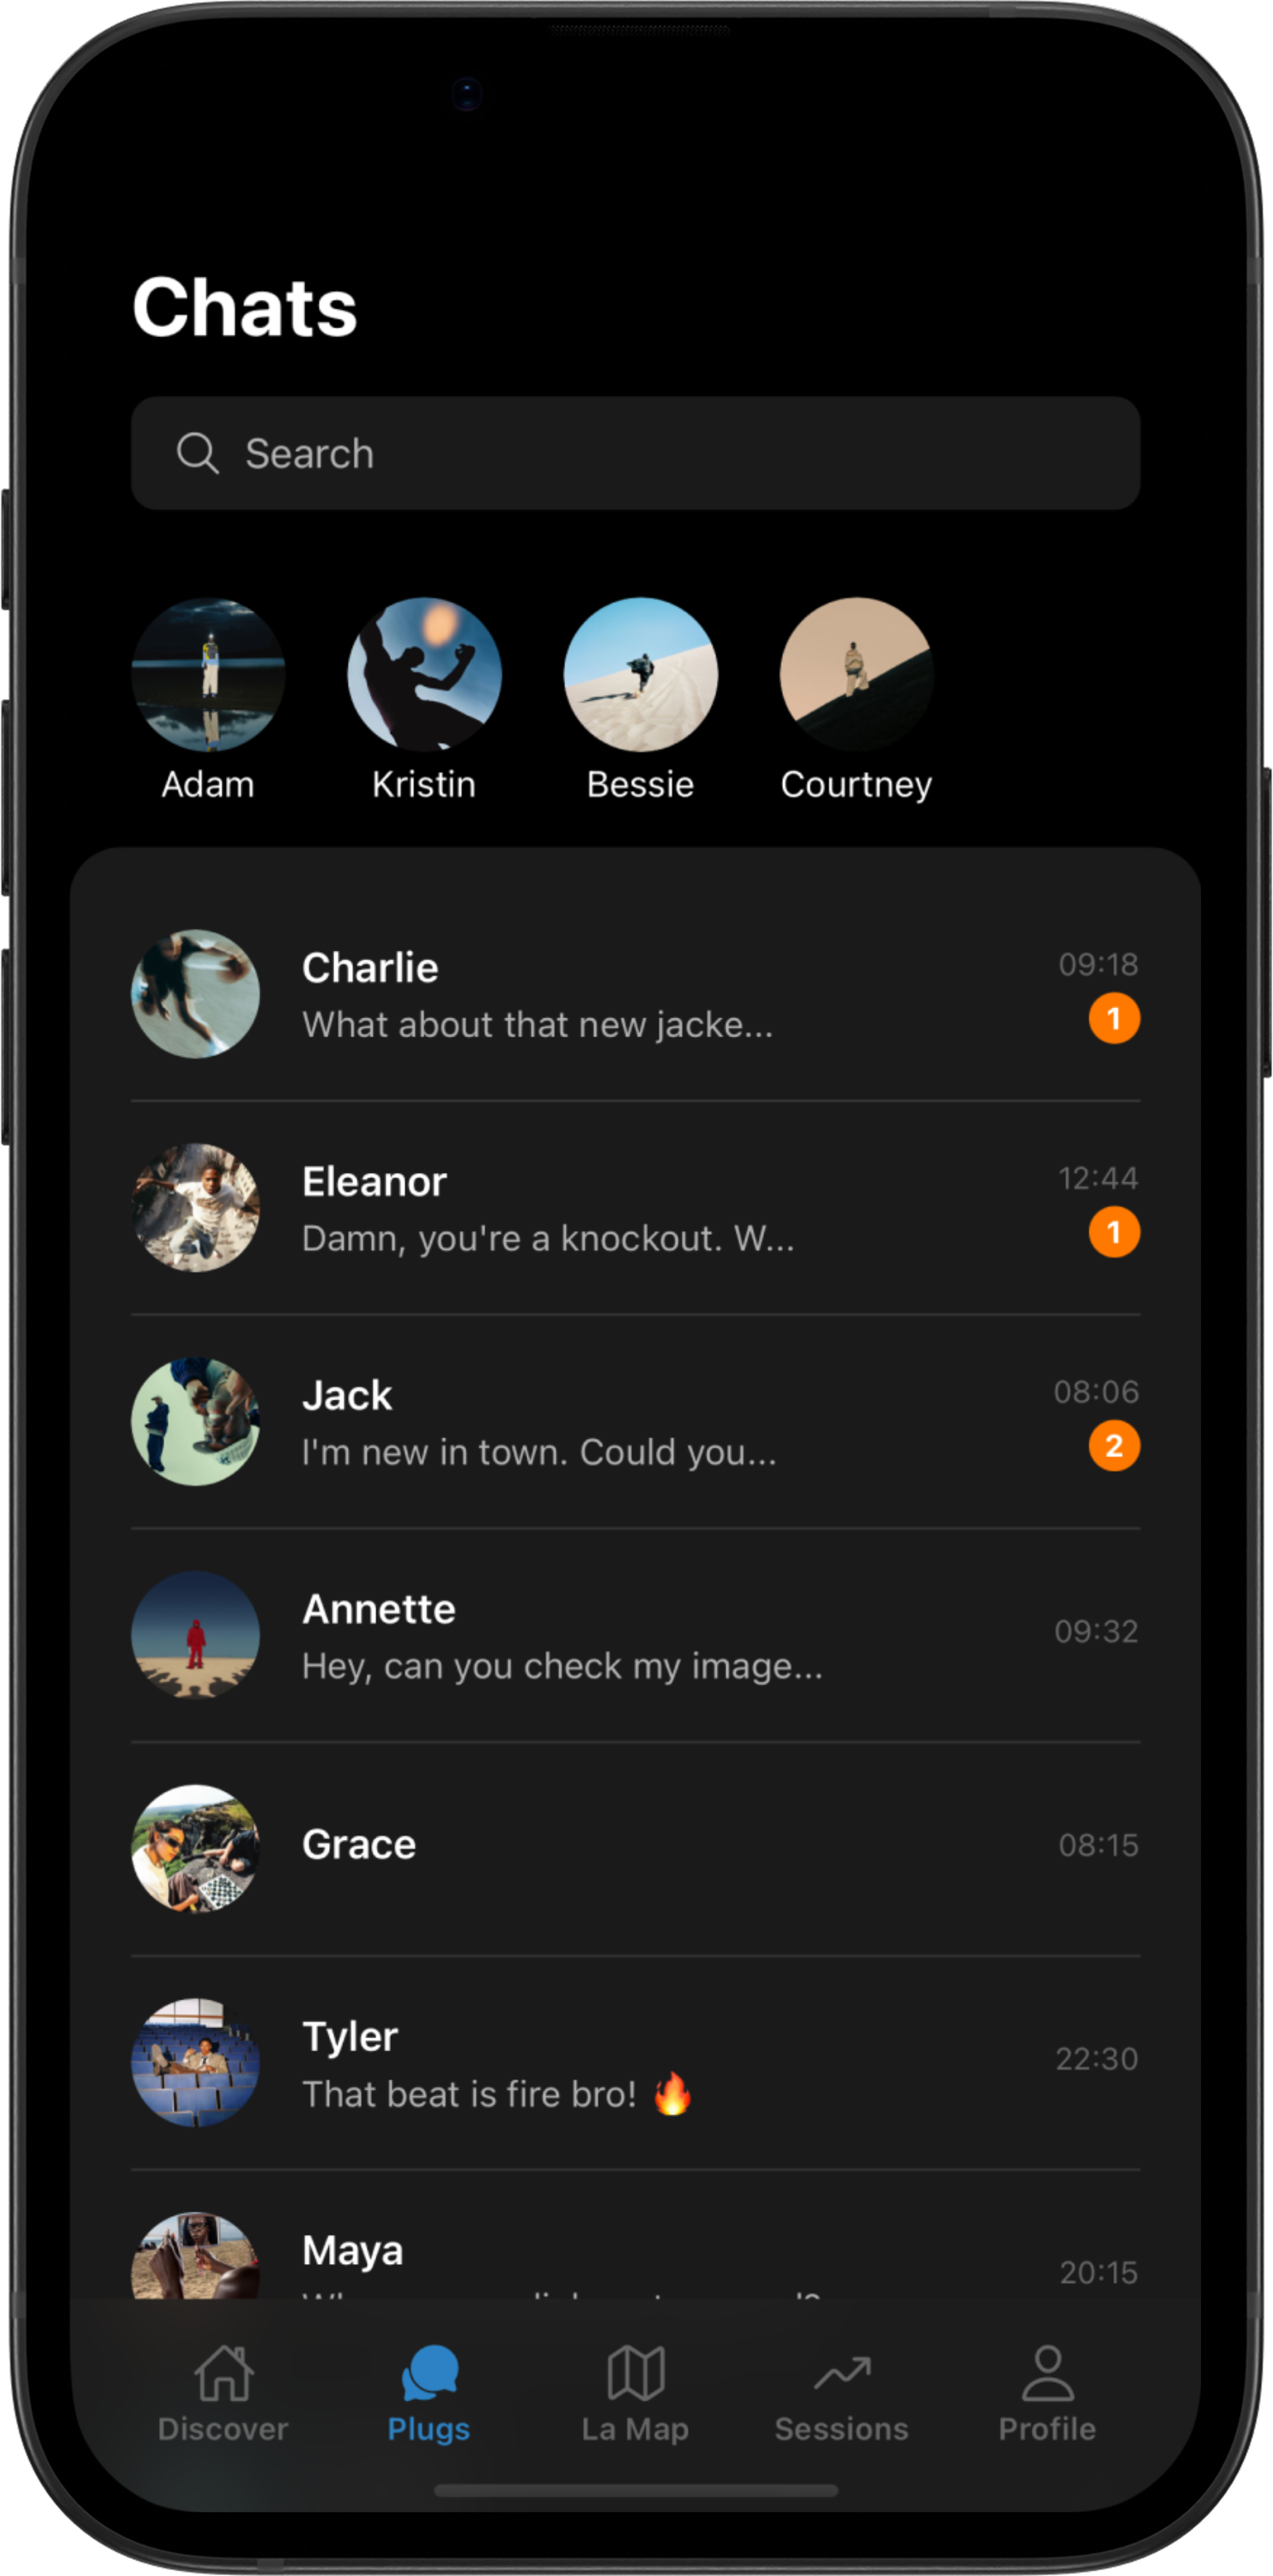 Chats
Search
Adam
Kristin
Bessie
Courtney
Charlie
09:18
What about that new jacke...
1
Eleanor
12:44
Damn, you're a knockout. W...
1
Jack
08:06
I'm new in town. Could you...
2
Annette
09:32
Hey, can you check my image...
Grace
08:15
Tyler
22:30
That beat is fire bro! 🔥
Maya
20:15
Discover
Plugs
La Map
Sessions
Profile